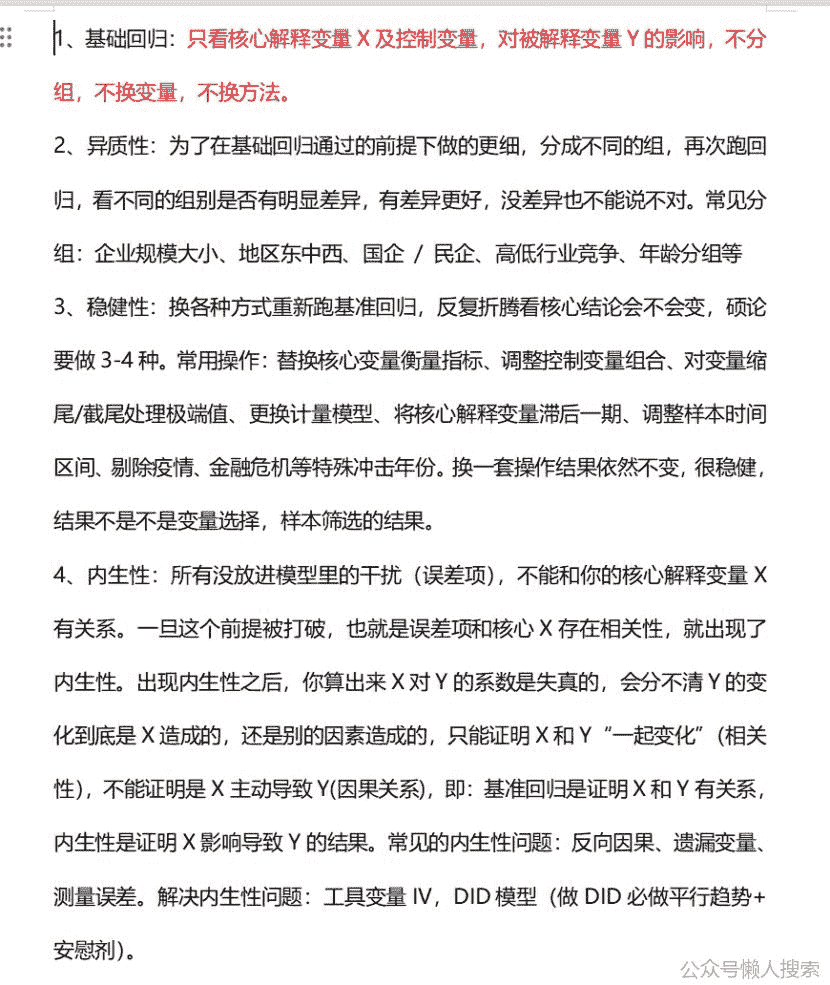 1、基础回归：只看核心解释变量 X 及控制变量，对被解释变量 Y 的影响，不分
组，不换变量，不换方法。
2、异质性：为了在基础回归通过的前提下做的更细，分成不同的组，再次跑回
归，看不同的组别是否有明显差异，有差异更好，没差异也不能说不对。常见分
组：企业规模大小、地区东中西、国企 / 民企、高低行业竞争、年龄分组等
3、稳健性：换各种方式重新跑基准回归，反复折腾看核心结论会不会变，硕论
要做 3-4 种。常用操作：替换核心变量衡量指标、调整控制变量组合、对变量缩
尾/截尾处理极端值、更换计量模型、将核心解释变量滞后一期、调整样本时间
区间、剔除疫情、金融危机等特殊冲击年份。换一套操作结果依然不变，很稳健，
结果不是不是变量选择，样本筛选的结果。
4、内生性：所有没放进模型里的干扰（误差项），不能和你的核心解释变量 X
有关系。一旦这个前提被打破，也就是误差项和核心 X 存在相关性，就出现了
内生性。出现内生性之后，你算出来 X 对 Y 的系数是失真的，会分不清 Y 的变
化到底是 X 造成的，还是别的因素造成的，只能证明 X 和 Y“一起变化”（相关
性），不能证明是 X 主动导致 Y(因果关系)，即：基准回归是证明 X 和 Y 有关系，
内生性是证明 X 影响导致 Y 的结果。常见的内生性问题：反向因果、遗漏变量、
测量误差。解决内生性问题：工具变量 IV，DID 模型（做 DID 必做平行趋势+
安慰剂）。
公众号懒人搜索